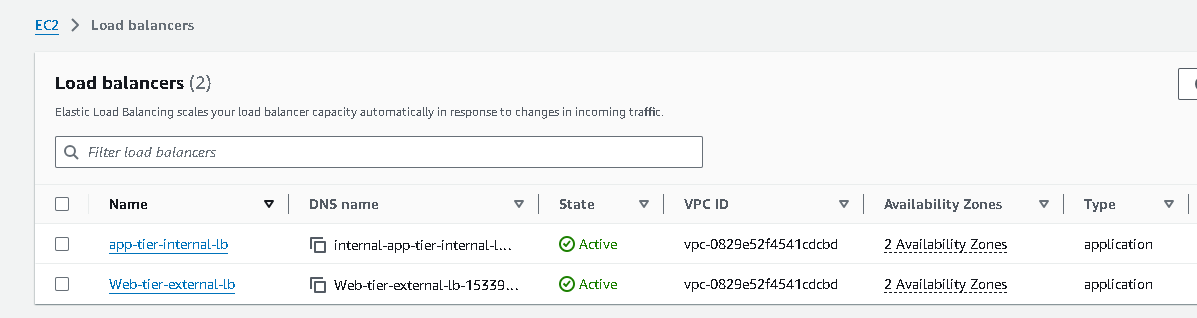 EC2 > Load balancers
Load balancers (2)
Elastic Load Balancing scales your load balancer capacity automatically in response to changes in incoming traffic.
Filter load balancers
Name DNS name State VPC ID Availability Zones Type
app-tier-internal-lb internal-app-tier-internal-l... Active vpc-0829e52f4541cdcbd 2 Availability Zones application
Web-tier-external-lb Web-tier-external-lb-15339... Active vpc-0829e52f4541cdcbd 2 Availability Zones application